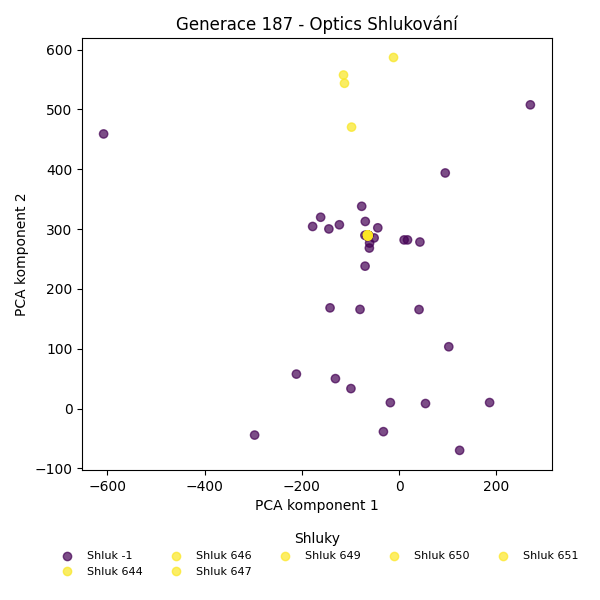 Generace 187 - Optics Shlukování
600
500
400
300
200
100
0
−100
PCA komponent 2
−600
−400
−200
0
200
PCA komponent 1
Shluky
Shluk -1
Shluk 646
Shluk 649
Shluk 650
Shluk 651
Shluk 644
Shluk 647